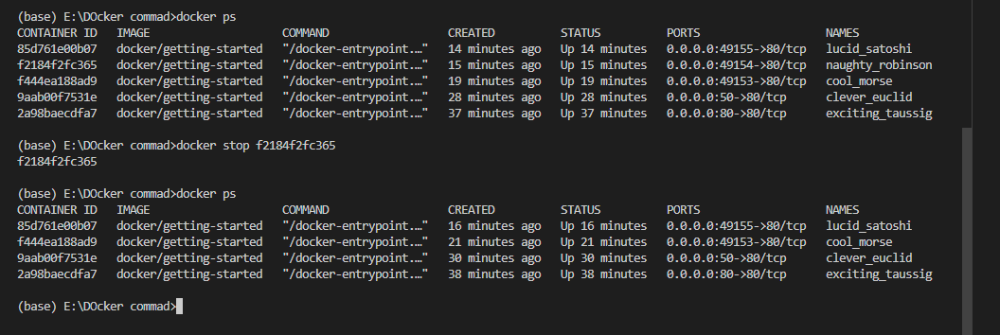 (base) E:\DOcker commad>docker ps
CONTAINER ID   IMAGE                    COMMAND                  CREATED          STATUS          PORTS                   NAMES
85d761e00b07   docker/getting-started   "/docker-entrypoint.…"   14 minutes ago   Up 14 minutes   0.0.0.0:49155->80/tcp   lucid_satoshi
f2184f2fc365   docker/getting-started   "/docker-entrypoint.…"   15 minutes ago   Up 15 minutes   0.0.0.0:49154->80/tcp   naughty_robinson
f444ea188ad9   docker/getting-started   "/docker-entrypoint.…"   19 minutes ago   Up 19 minutes   0.0.0.0:49153->80/tcp   cool_morse
9aab00f7531e   docker/getting-started   "/docker-entrypoint.…"   28 minutes ago   Up 28 minutes   0.0.0.0:50->80/tcp      clever_euclid
2a98baecdfa7   docker/getting-started   "/docker-entrypoint.…"   37 minutes ago   Up 37 minutes   0.0.0.0:80->80/tcp      exciting_taussig
(base) E:\DOcker commad>docker stop f2184f2fc365
f2184f2fc365
(base) E:\DOcker commad>docker ps
CONTAINER ID   IMAGE                    COMMAND                  CREATED          STATUS          PORTS                   NAMES
85d761e00b07   docker/getting-started   "/docker-entrypoint.…"   16 minutes ago   Up 16 minutes   0.0.0.0:49155->80/tcp   lucid_satoshi
f444ea188ad9   docker/getting-started   "/docker-entrypoint.…"   21 minutes ago   Up 21 minutes   0.0.0.0:49153->80/tcp   cool_morse
9aab00f7531e   docker/getting-started   "/docker-entrypoint.…"   30 minutes ago   Up 30 minutes   0.0.0.0:50->80/tcp      clever_euclid
2a98baecdfa7   docker/getting-started   "/docker-entrypoint.…"   38 minutes ago   Up 38 minutes   0.0.0.0:80->80/tcp      exciting_taussig
(base) E:\DOcker commad>